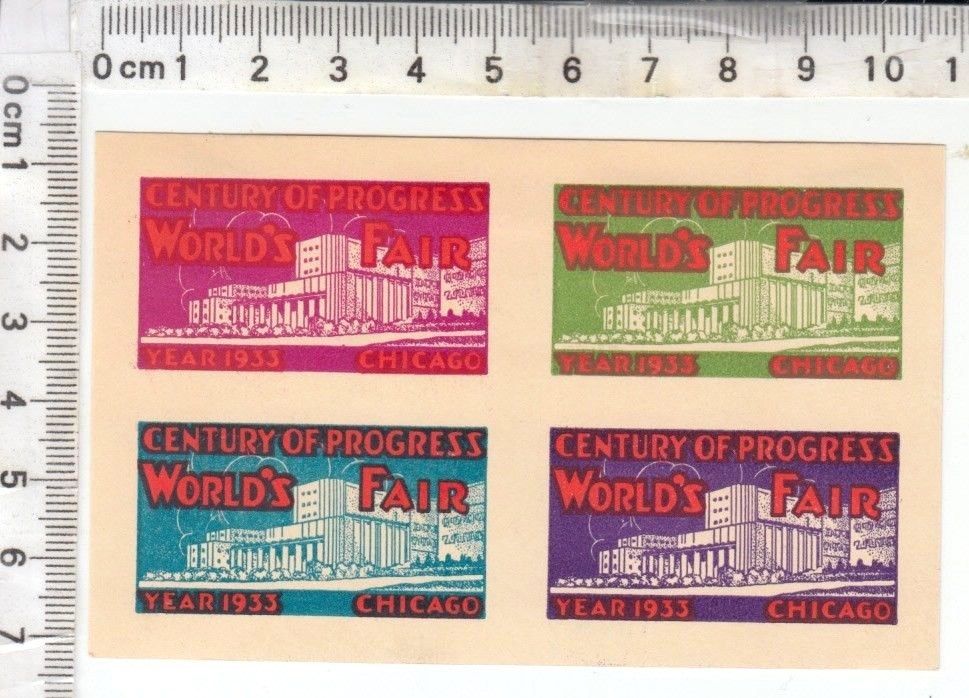 0 cm 1 2 3 4 5 6 7 8 9 10 1
0 cm 1 2 3 4 5 6 7
CENTURY OF PROGRESS
WORLD'S FAIR
YEAR 1933 CHICAGO
CENTURY OF PROGRESS
WORLD'S FAIR
YEAR 1933 CHICAGO
CENTURY OF PROGRESS
WORLD'S FAIR
YEAR 1933 CHICAGO
CENTURY OF PROGRESS
WORLD'S FAIR
YEAR 1933 CHICAGO